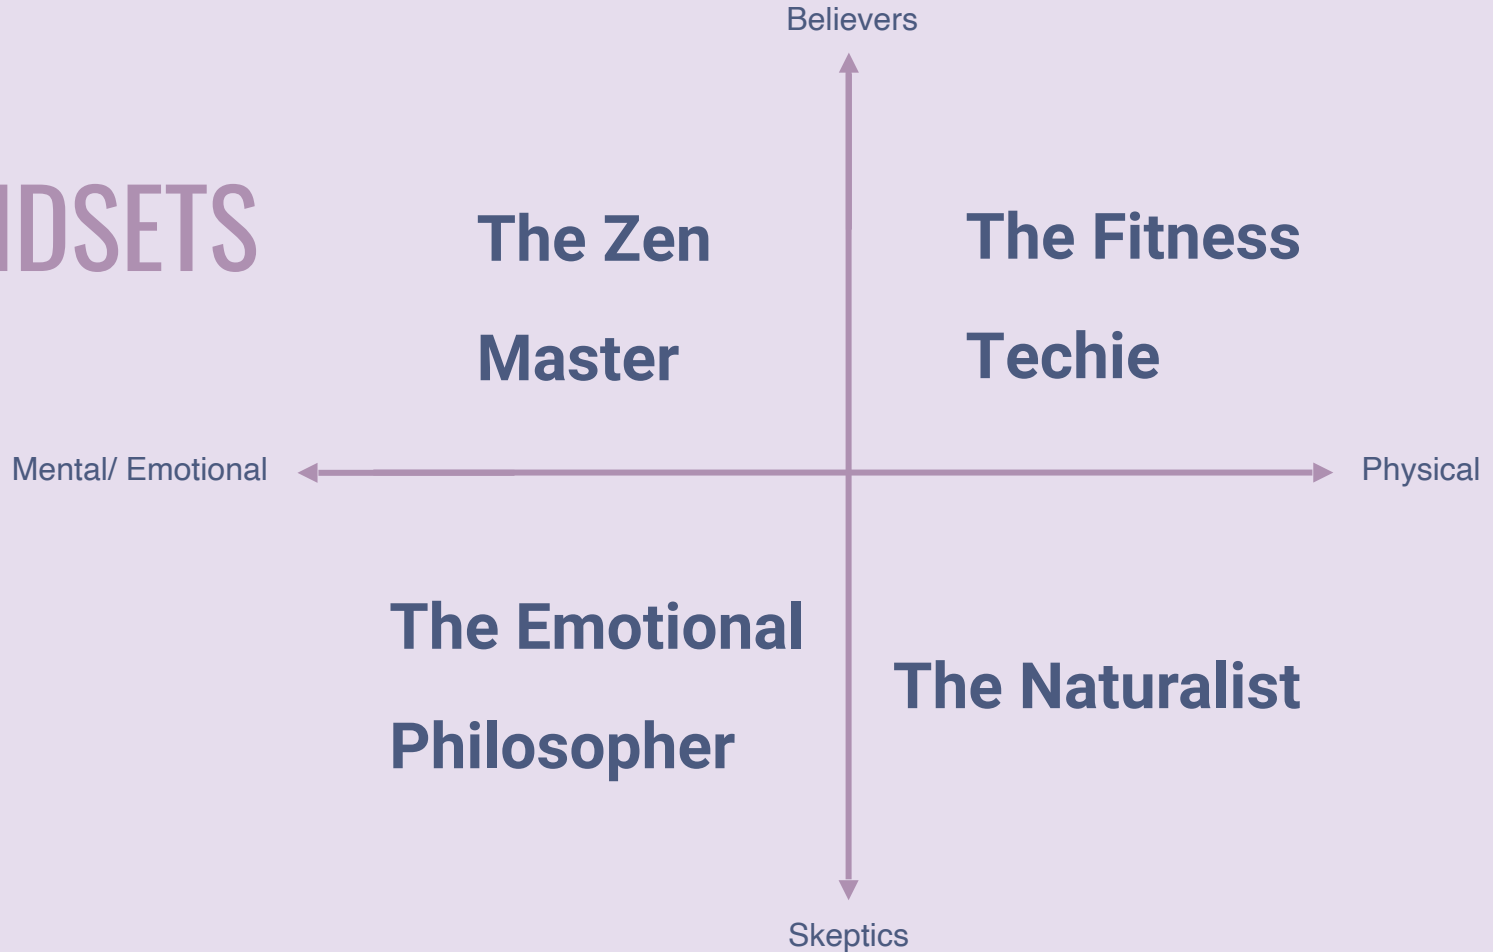 Believers
IDSETS
The Zen
Master
The Fitness
Techie
Mental/ Emotional
Physical
The Emotional
Philosopher
The Naturalist
Skeptics